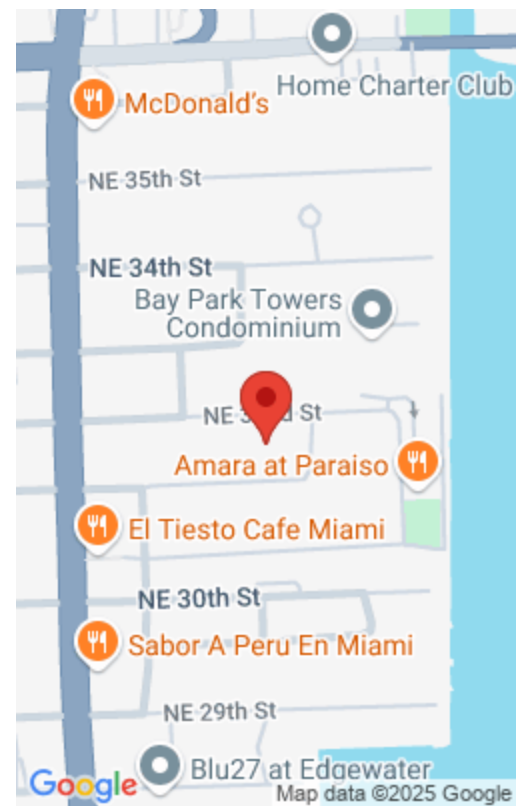 Home Charter Club
McDonald's
NE 35th St
NE 34th St
Bay Park Towers
Condominium
St
Amara at Paraiso
El Tiesto Cafe Miami
NE 30th St
Sabor A Peru En Miami
NE 29th St
Blu27 at Edgewater
Google
Map data ©2025 Google